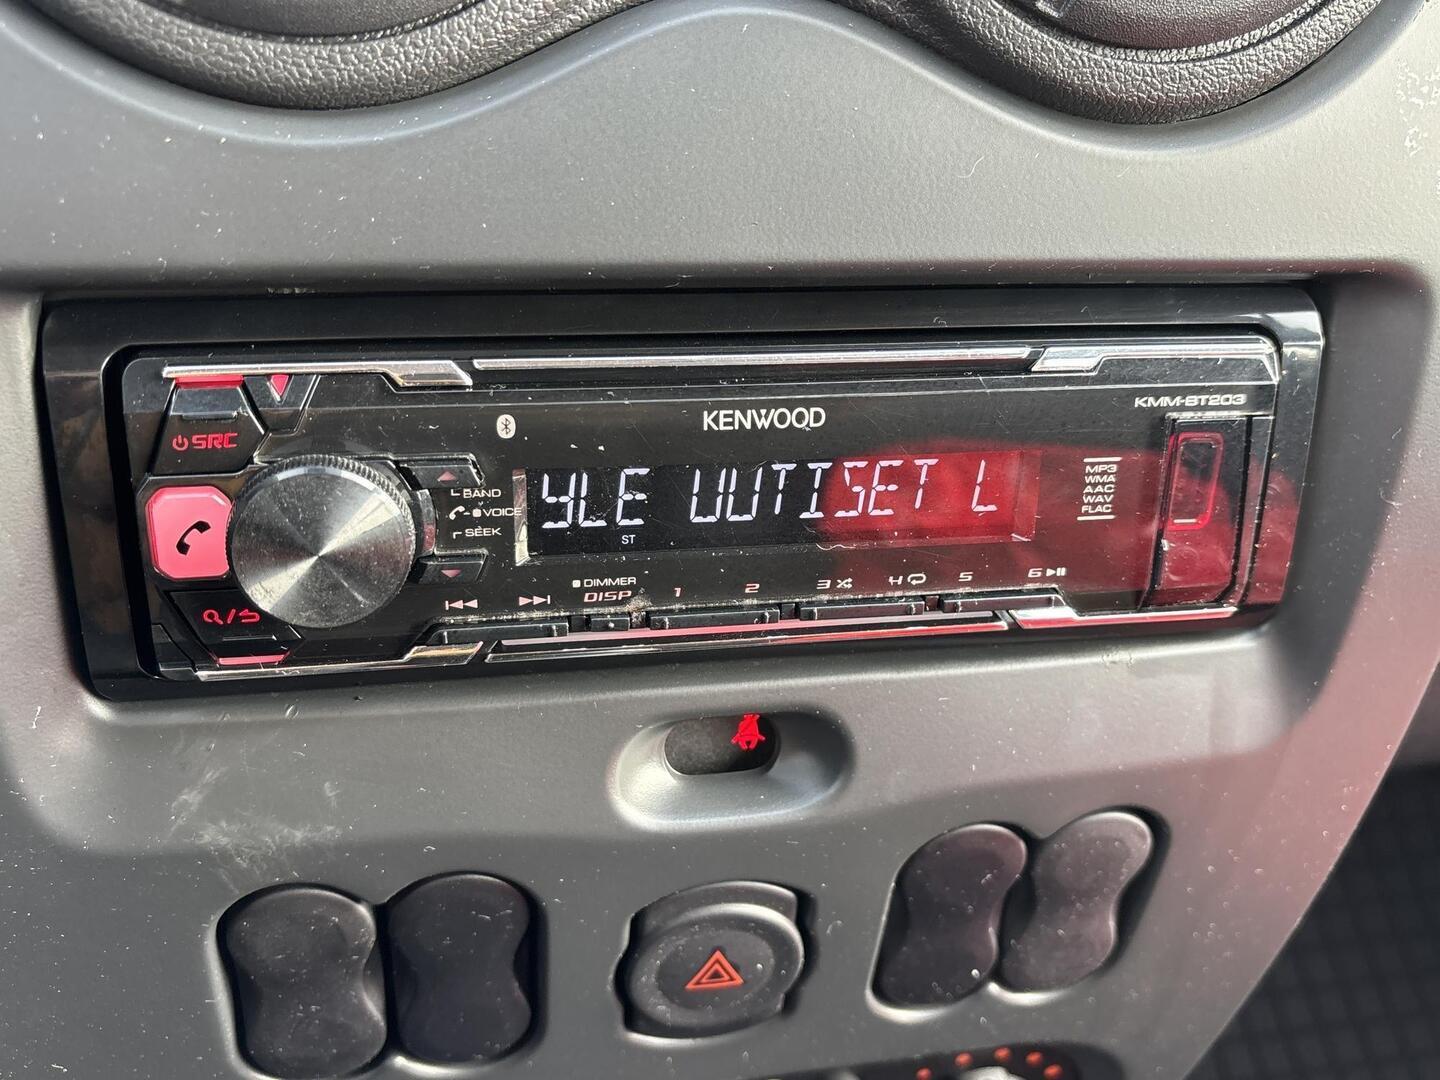 KENWOOD
KMM-BT203
SRC
BAND
VOICE
SEEK
YLE UUTISET L
ST
MP3
WMA
AAC
WAV
FLAC
DIMMER
DISP 1 2 3 4 5 6